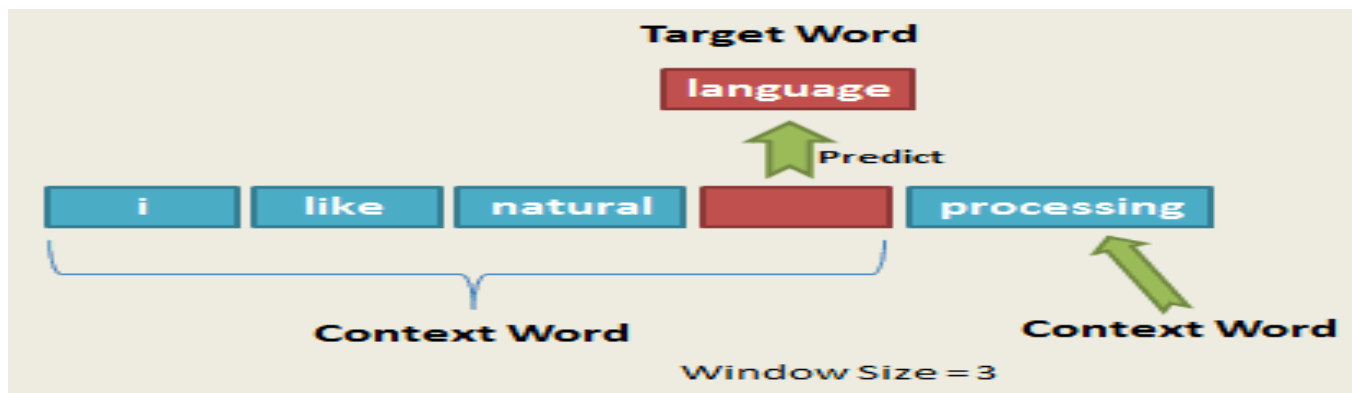 Target Word
language
Predict
i like natural processing
Context Word Context Word
Window Size = 3